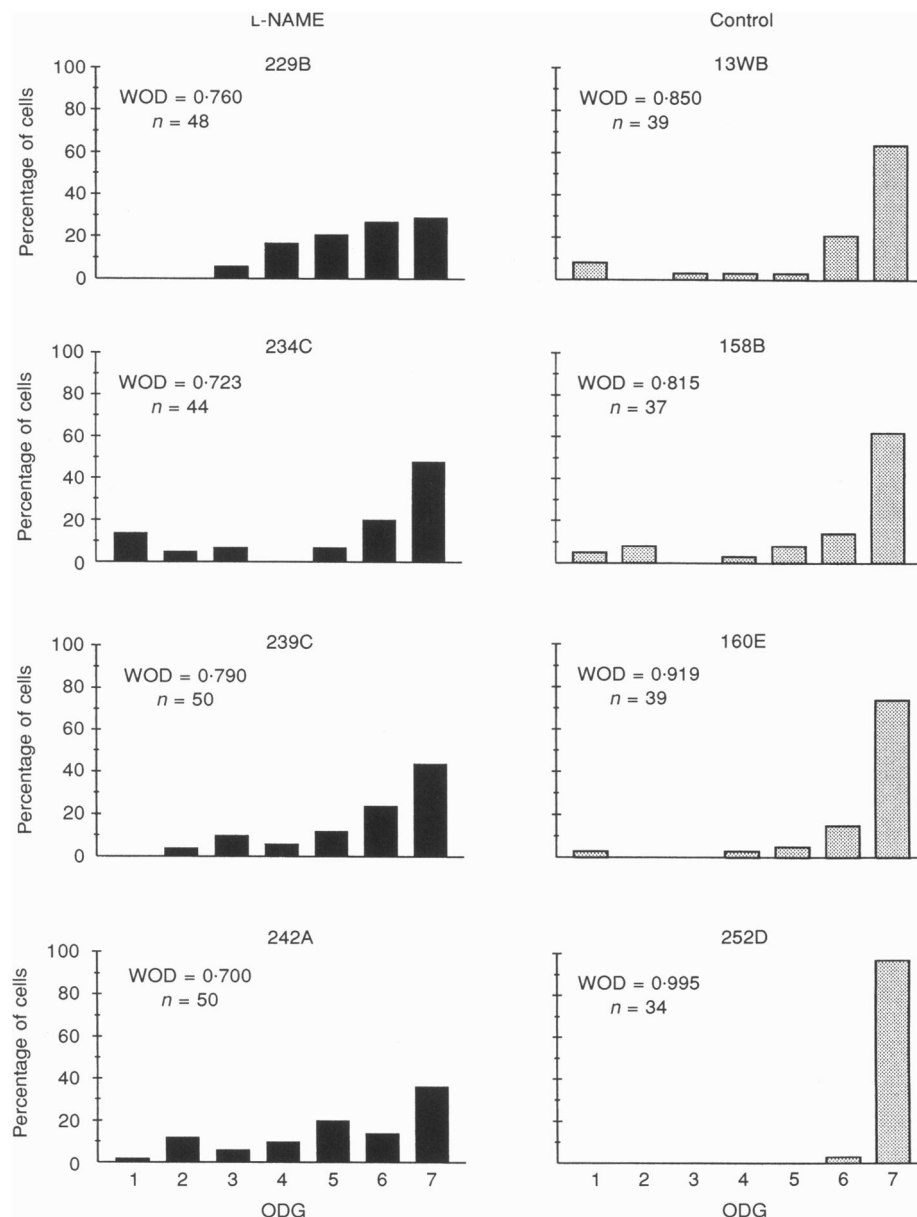 L-NAME Control
229B 13WB
Percentage of cells
100
80
60
40
20
0
WOD = 0·760
n = 48
WOD = 0·850
n = 39
234C 158B
Percentage of cells
100
80
60
40
20
0
WOD = 0·723
n = 44
WOD = 0·815
n = 37
239C 160E
Percentage of cells
100
80
60
40
20
0
WOD = 0·790
n = 50
WOD = 0·919
n = 39
242A 252D
Percentage of cells
100
80
60
40
20
0
WOD = 0·700
n = 50
WOD = 0·995
n = 34
1 2 3 4 5 6 7 1 2 3 4 5 6 7
ODG ODG